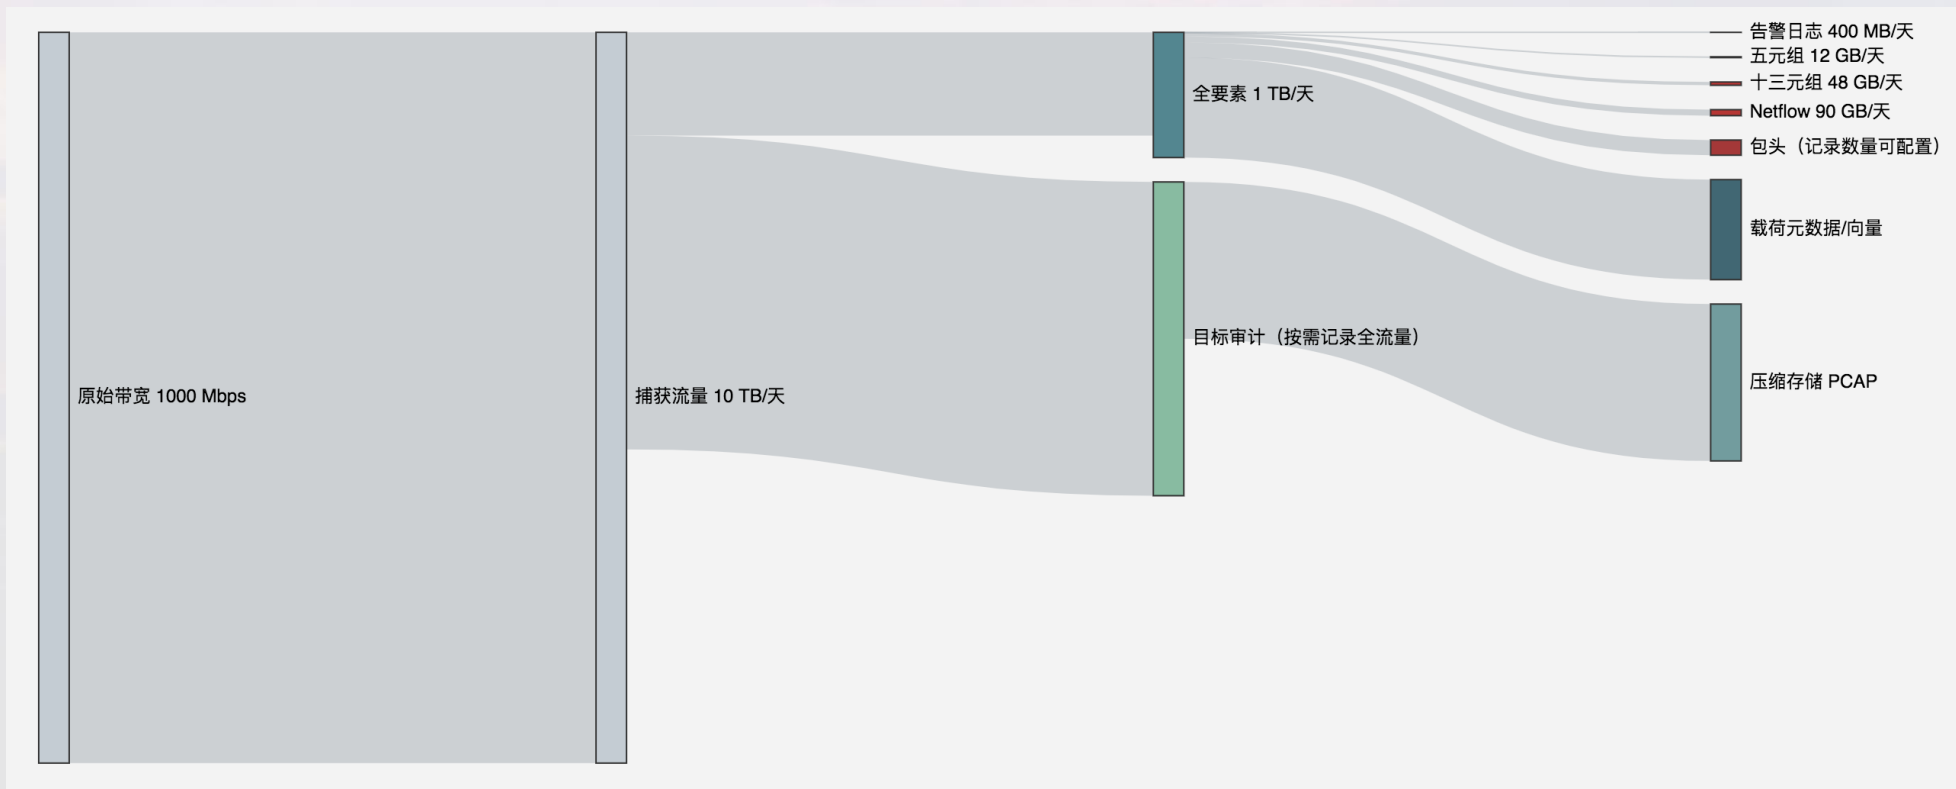 原始带宽 1000 Mbps
捕获流量 10 TB/天
全要素 1 TB/天
目标审计（按需记录全流量）
告警日志 400 MB/天
五元组 12 GB/天
十三元组 48 GB/天
Netflow 90 GB/天
包头（记录数量可配置）
载荷元数据/向量
压缩存储 PCAP